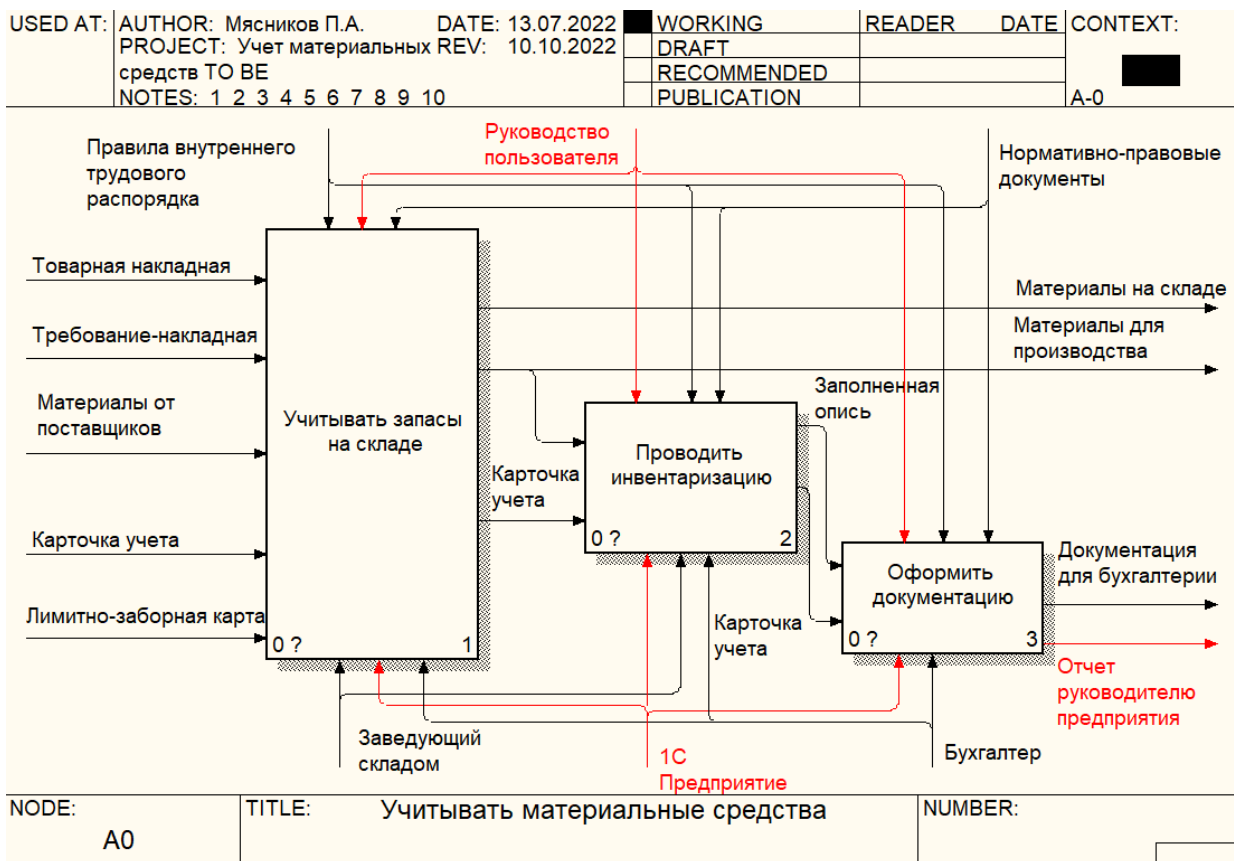 USED AT:
AUTHOR: Мясников П.А.
DATE: 13.07.2022
PROJECT: Учет материальных
REV: 10.10.2022
средств TO BE
NOTES: 1 2 3 4 5 6 7 8 9 10
WORKING
DRAFT
RECOMMENDED
PUBLICATION
READER
DATE
CONTEXT:
A-0
Правила внутреннего
трудового
распорядка
Руководство
пользователя
Нормативно-правовые
документы
Товарная накладная
Требование-накладная
Материалы от
поставщиков
Карточка учета
Лимитно-заборная карта
Учитывать запасы
на складе
0 ?
1
Материалы на складе
Материалы для
производства
Карточка
учета
Проводить
инвентаризацию
0 ?
2
Заполненная
опись
Карточка
учета
Оформить
документацию
0 ?
3
Документация
для бухгалтерии
Отчет
руководителю
предприятия
Заведующий
складом
1С
Предприятие
Бухгалтер
NODE:
A0
TITLE:
Учитывать материальные средства
NUMBER: